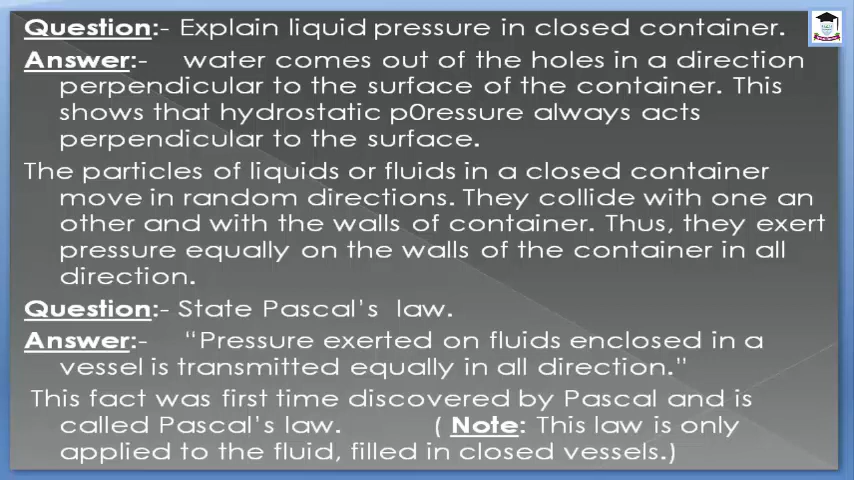 Question:- Explain liquid pressure in closed container.
Answer:- water comes out of the holes in a direction
perpendicular to the surface of the container. This
shows that hydrostatic p0ressure always acts
perpendicular to the surface.
The particles of liquids or fluids in a closed container
move in random directions. They collide with one an
other and with the walls of container. Thus, they exert
pressure equally on the walls of the container in all
direction.
Question:- State Pascal's law.
Answer:- "Pressure exerted on fluids enclosed in a
vessel is transmitted equally in all direction."
This fact was first time discovered by Pascal and is
called Pascal's law. ( Note: This law is only
applied to the fluid, filled in closed vessels.)